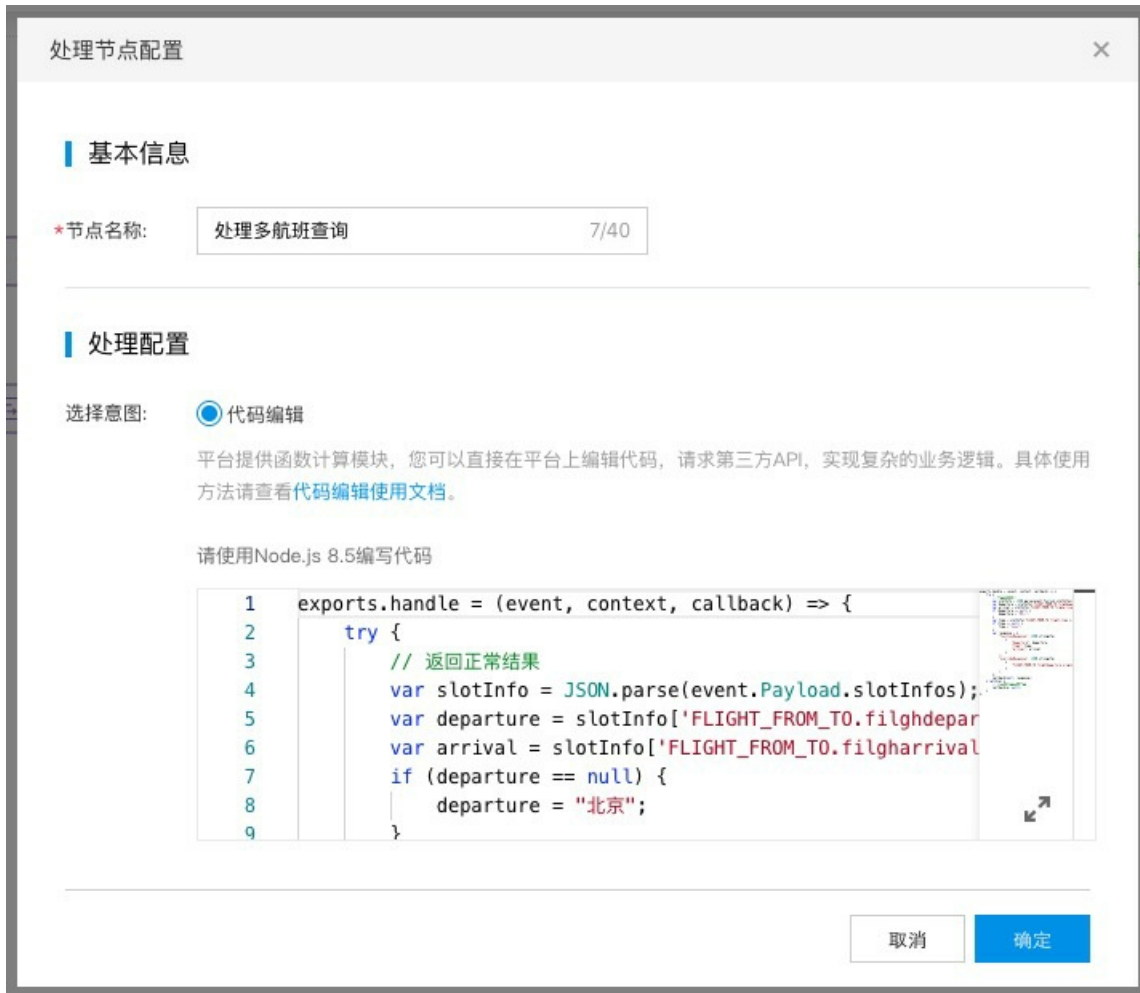 处理节点配置
基本信息
*节点名称: 处理多航班查询 7/40
处理配置
选择意图: 代码编辑
平台提供函数计算模块，您可以直接在平台上编辑代码，请求第三方API，实现复杂的业务逻辑。具体使用
方法请查看代码编辑使用文档。
请使用Node.js 8.5编写代码
1 exports.handle = (event, context, callback) => {
2 try {
3 // 返回正常结果
4 var slotInfo = JSON.parse(event.Payload.slotInfos);
5 var departure = slotInfo['FLIGHT_FROM_TO.filghdepar
6 var arrival = slotInfo['FLIGHT_FROM_TO.filgharrival
7 if (departure == null) {
8 departure = "北京";
9 }
取消 确定